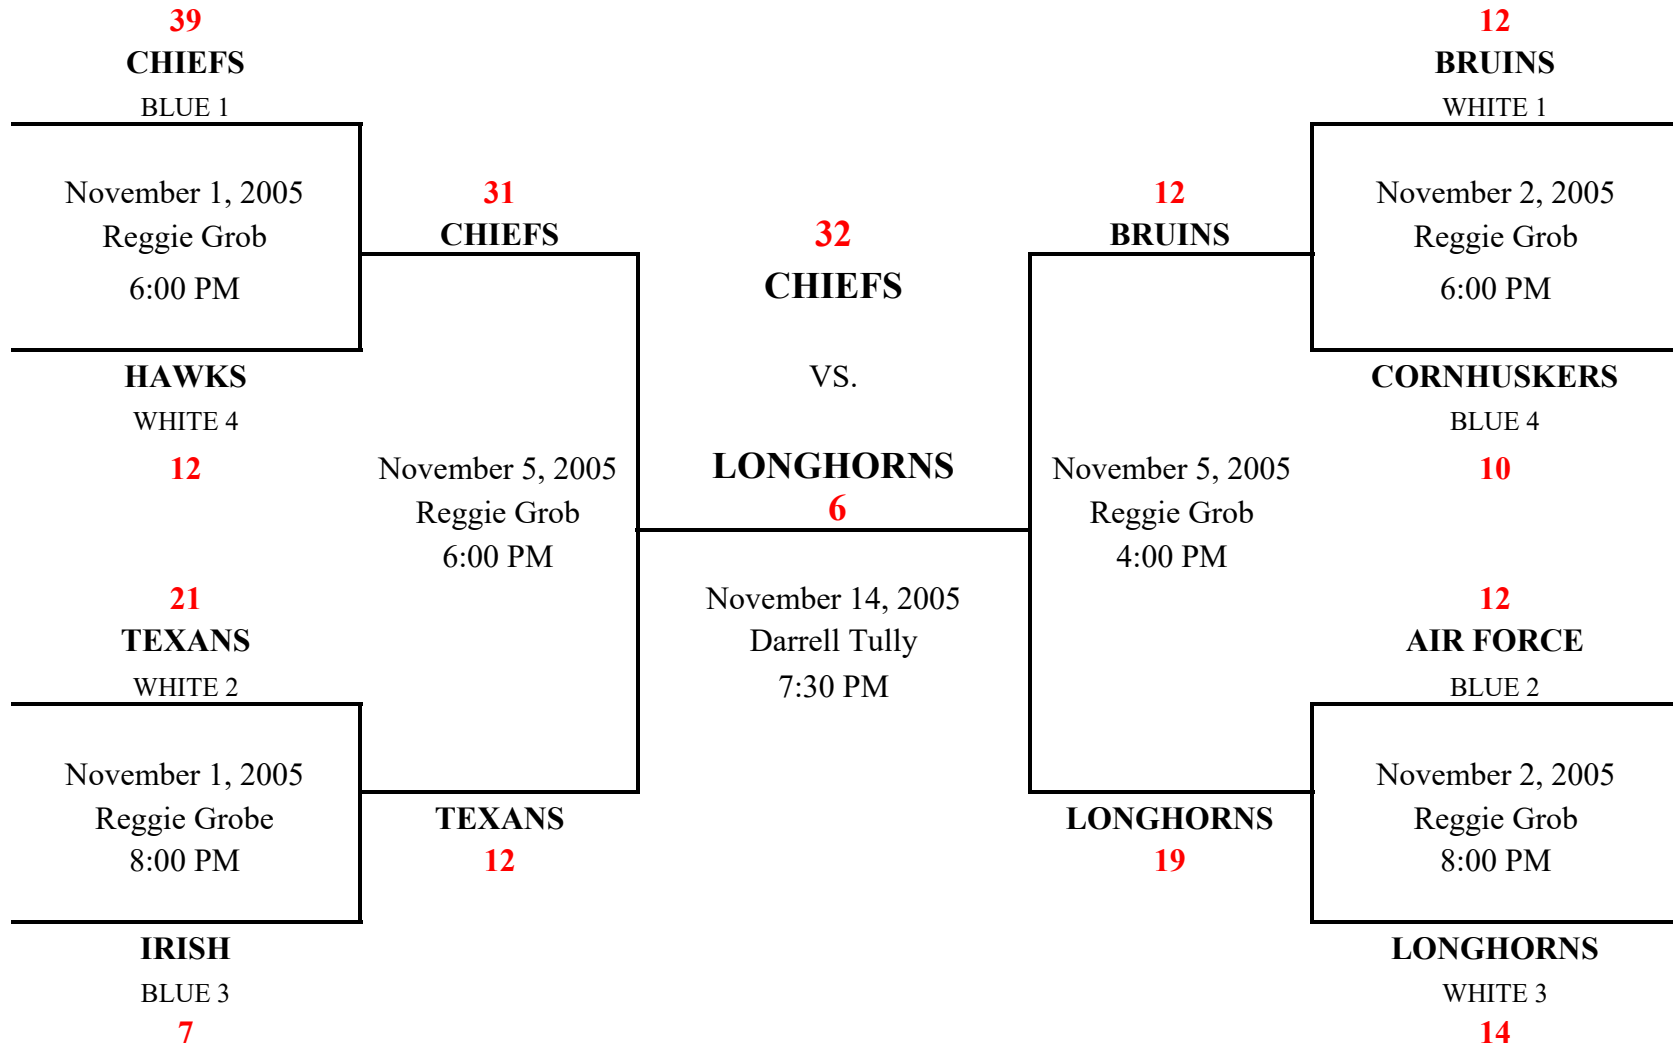 39
CHIEFS
BLUE 1
November 1, 2005
Reggie Grob
6:00 PM
HAWKS
WHITE 4
12
21
TEXANS
WHITE 2
November 1, 2005
Reggie Grobe
8:00 PM
IRISH
BLUE 3
7
31
CHIEFS
November 5, 2005
Reggie Grob
6:00 PM
TEXANS
12
32
CHIEFS
VS.
LONGHORNS
6
November 14, 2005
Darrell Tully
7:30 PM
12
BRUINS
November 5, 2005
Reggie Grob
4:00 PM
LONGHORNS
19
12
BRUINS
WHITE 1
November 2, 2005
Reggie Grob
6:00 PM
CORNHUSKERS
BLUE 4
10
12
AIR FORCE
BLUE 2
November 2, 2005
Reggie Grob
8:00 PM
LONGHORNS
WHITE 3
14